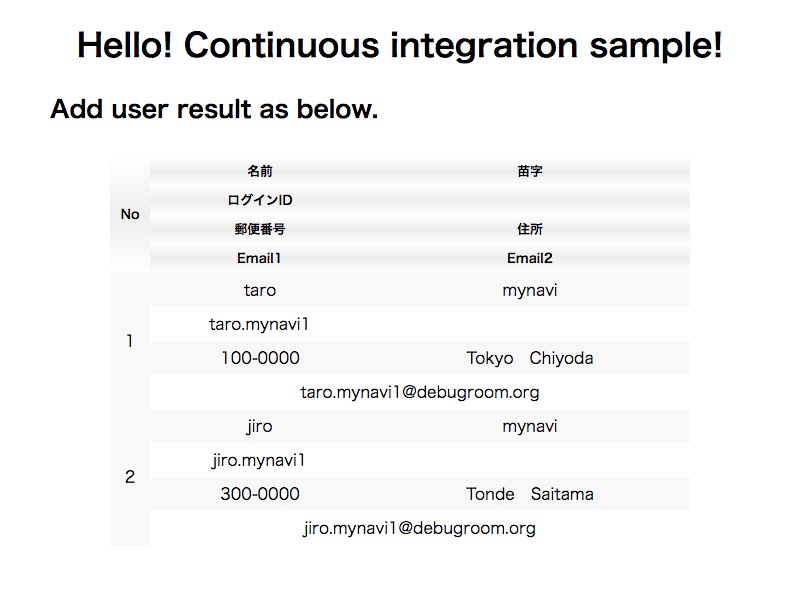 Hello! Continuous integration sample!
Add user result as below.
No
名前 苗字
ログインID
郵便番号 住所
Email1 Email2
1
taro mynavi
taro.mynavi1
100-0000 Tokyo Chiyoda
taro.mynavi1@debugroom.org
2
jiro mynavi
jiro.mynavi1
300-0000 Tonde Saitama
jiro.mynavi1@debugroom.org